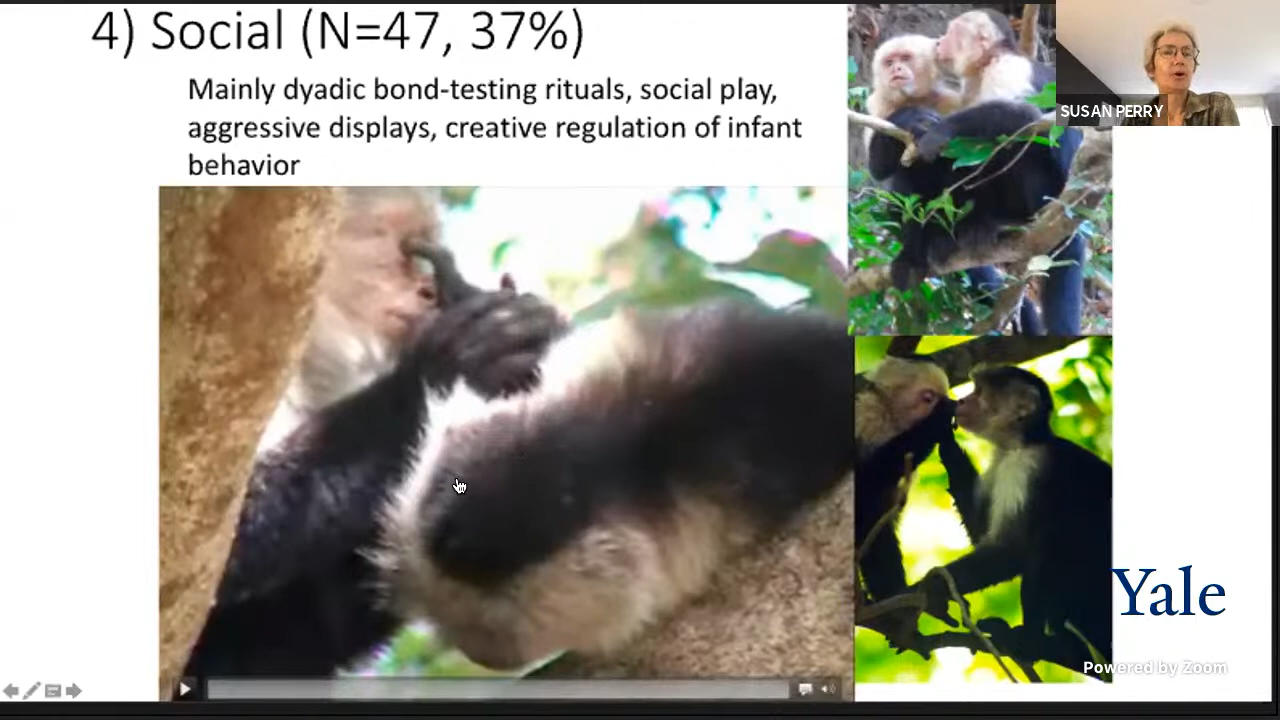 4) Social (N=47, 37%)
Mainly dyadic bond-testing rituals, social play,
aggressive displays, creative regulation of infant
behavior
SUSAN PERRY
Yale
Powered by Zoom